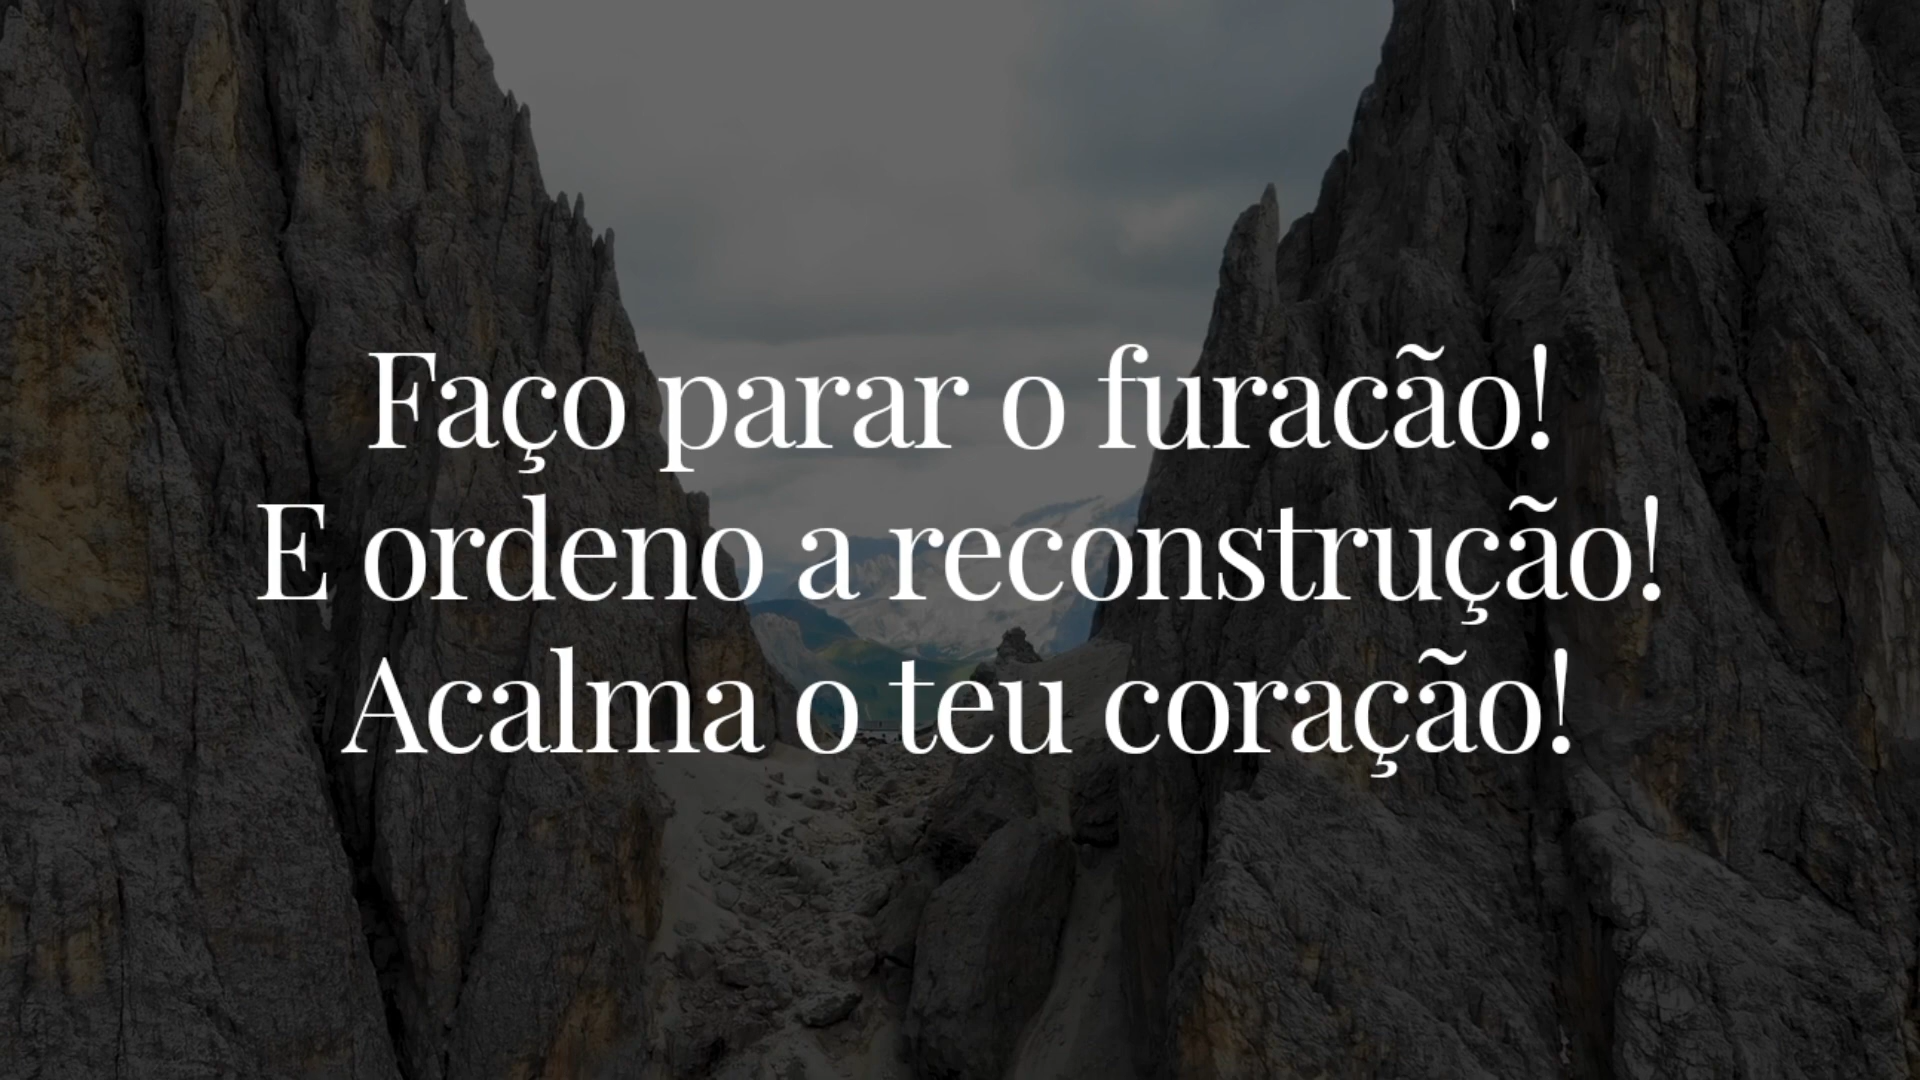 Faço parar o furacão!
E ordeno a reconstrução!
Acalma o teu coração!